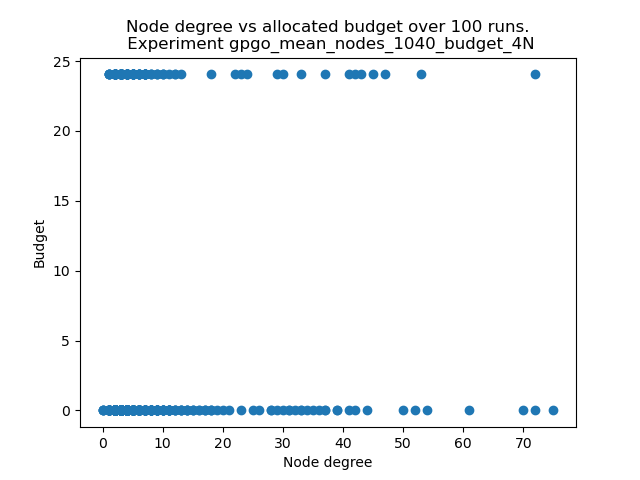 Node degree vs allocated budget over 100 runs.
Experiment gpgo_mean_nodes_1040_budget_4N
25
20
15
10
5
0
Budget
0 10 20 30 40 50 60 70
Node degree